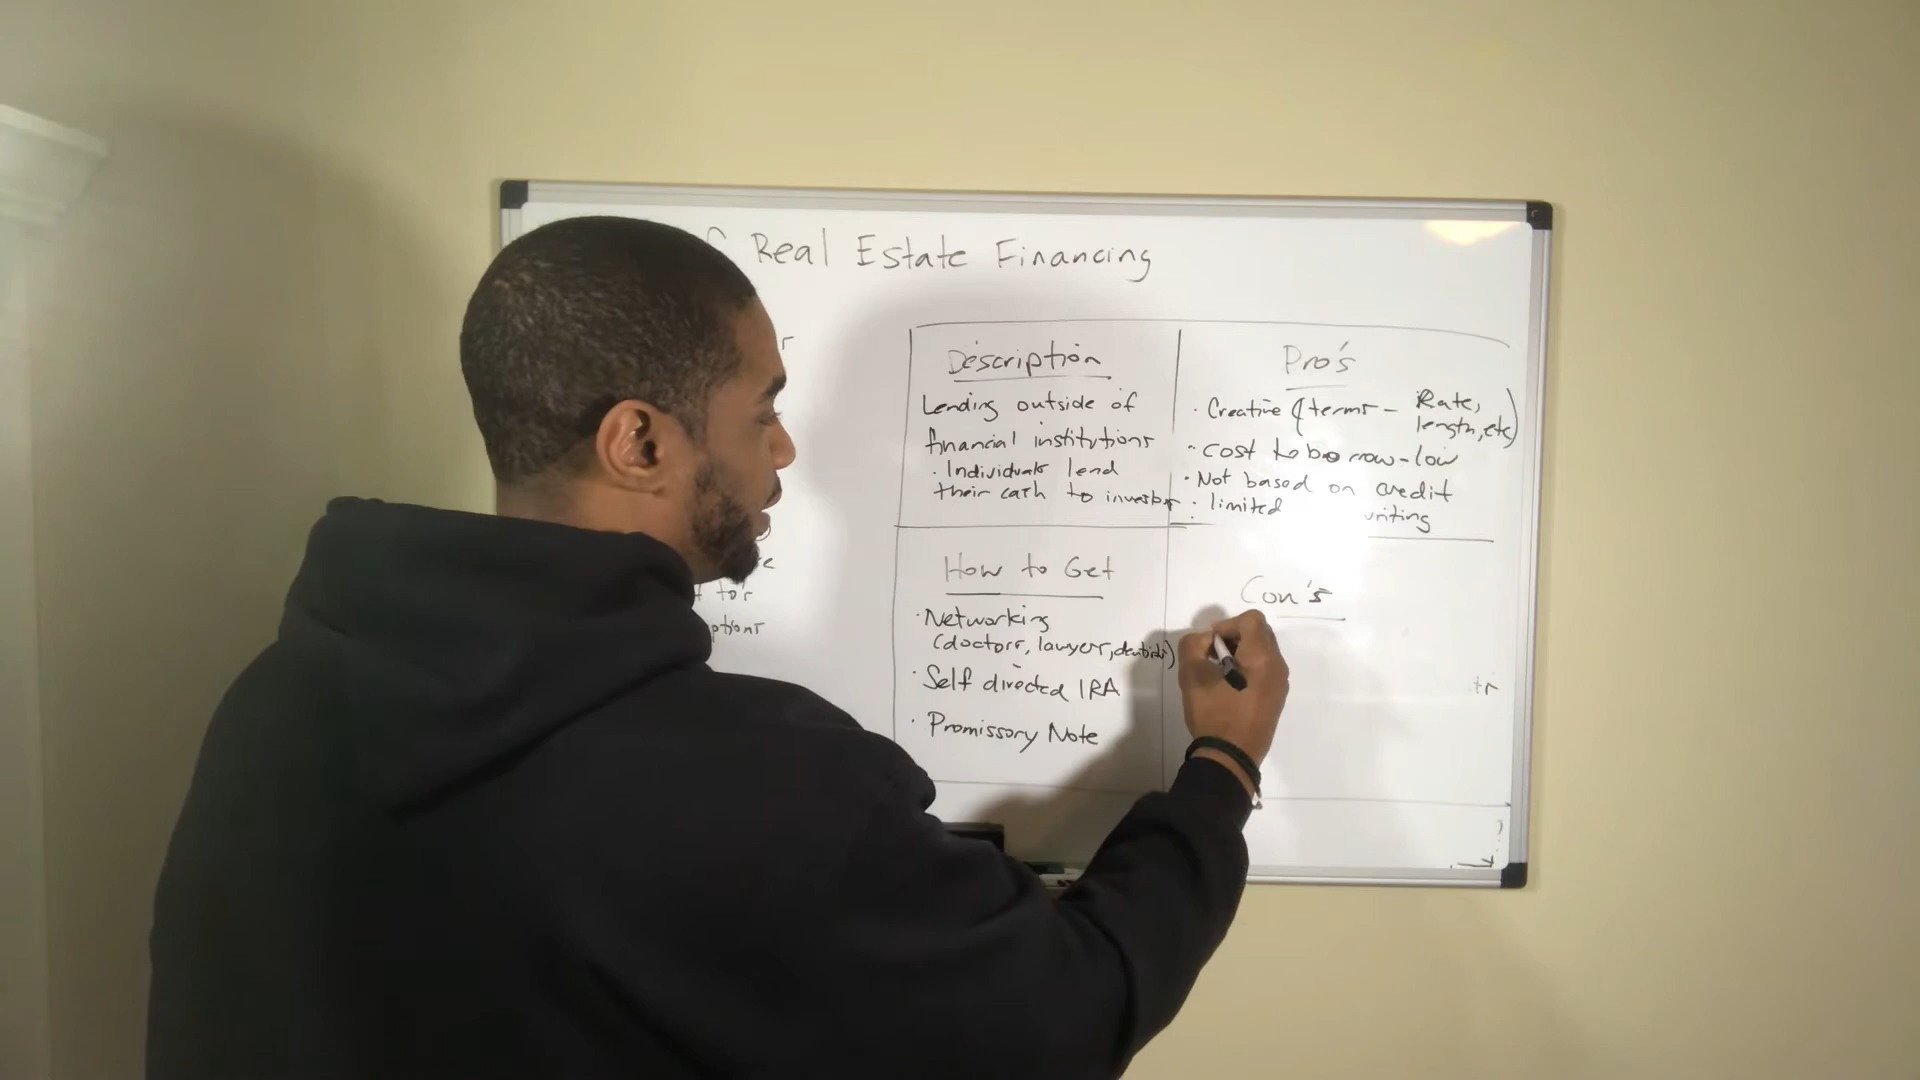 Real Estate Financing
Description
Lending outside of
financial institutions
· Individuals lend
their cash to investor
Pro's
· Creative (terms - Rate,
length, etc)
· Cost to borrow - low
· Not based on credit
· limited writing
How to Get
· Networking
(doctors, lawyer, dentists)
· Self directed IRA
· Promissory Note
Con's